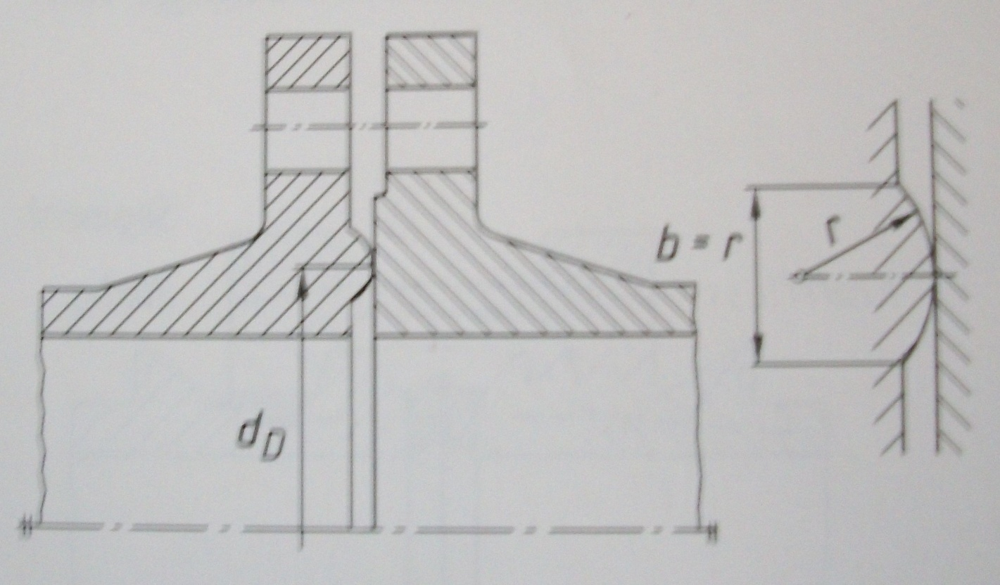 b = r
r
d_D